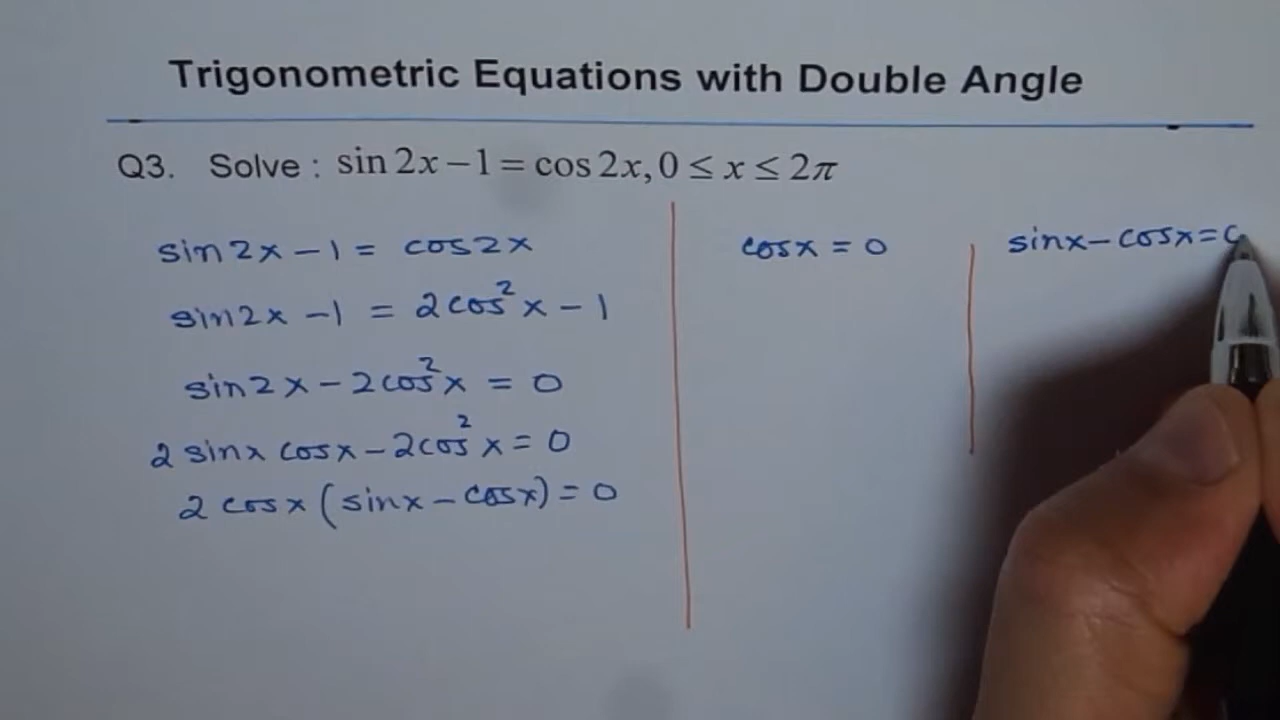 Trigonometric Equations with Double Angle
Q3. Solve : sin 2x − 1 = cos 2x, 0 ≤ x ≤ 2π
sin2x − 1 = cos2x
sin2x − 1 = 2cos²x − 1
sin2x − 2cos²x = 0
2 sinx cosx − 2cos²x = 0
2 cosx (sinx − cosx) = 0
cosx = 0
sinx − cosx =